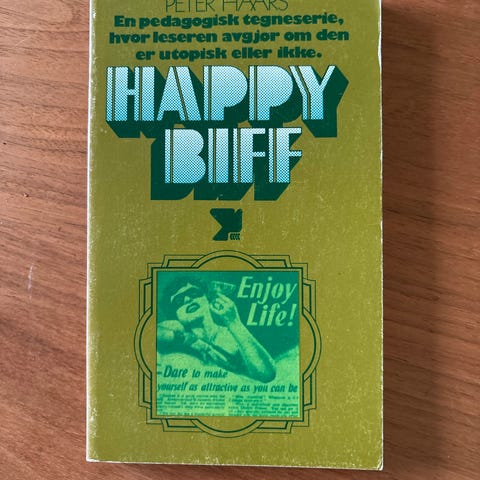 PETER HAARS
En pedagogisk tegneserie,
hvor leseren avgjør om den
er utopisk eller ikke.
HAPPY
BIFF
Enjoy
Life!
Dare to make
yourself as attractive as you can be